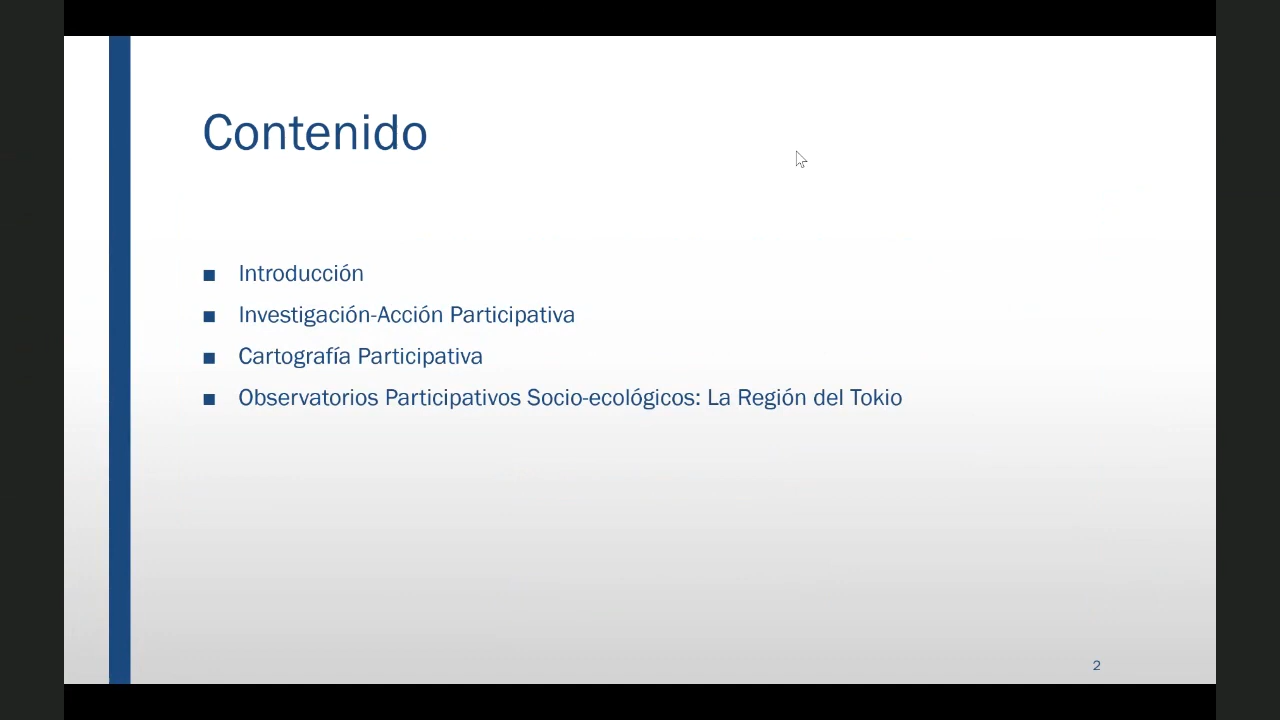 Contenido
■ Introducción
■ Investigación-Acción Participativa
■ Cartografía Participativa
■ Observatorios Participativos Socio-ecológicos: La Región del Tokio
2